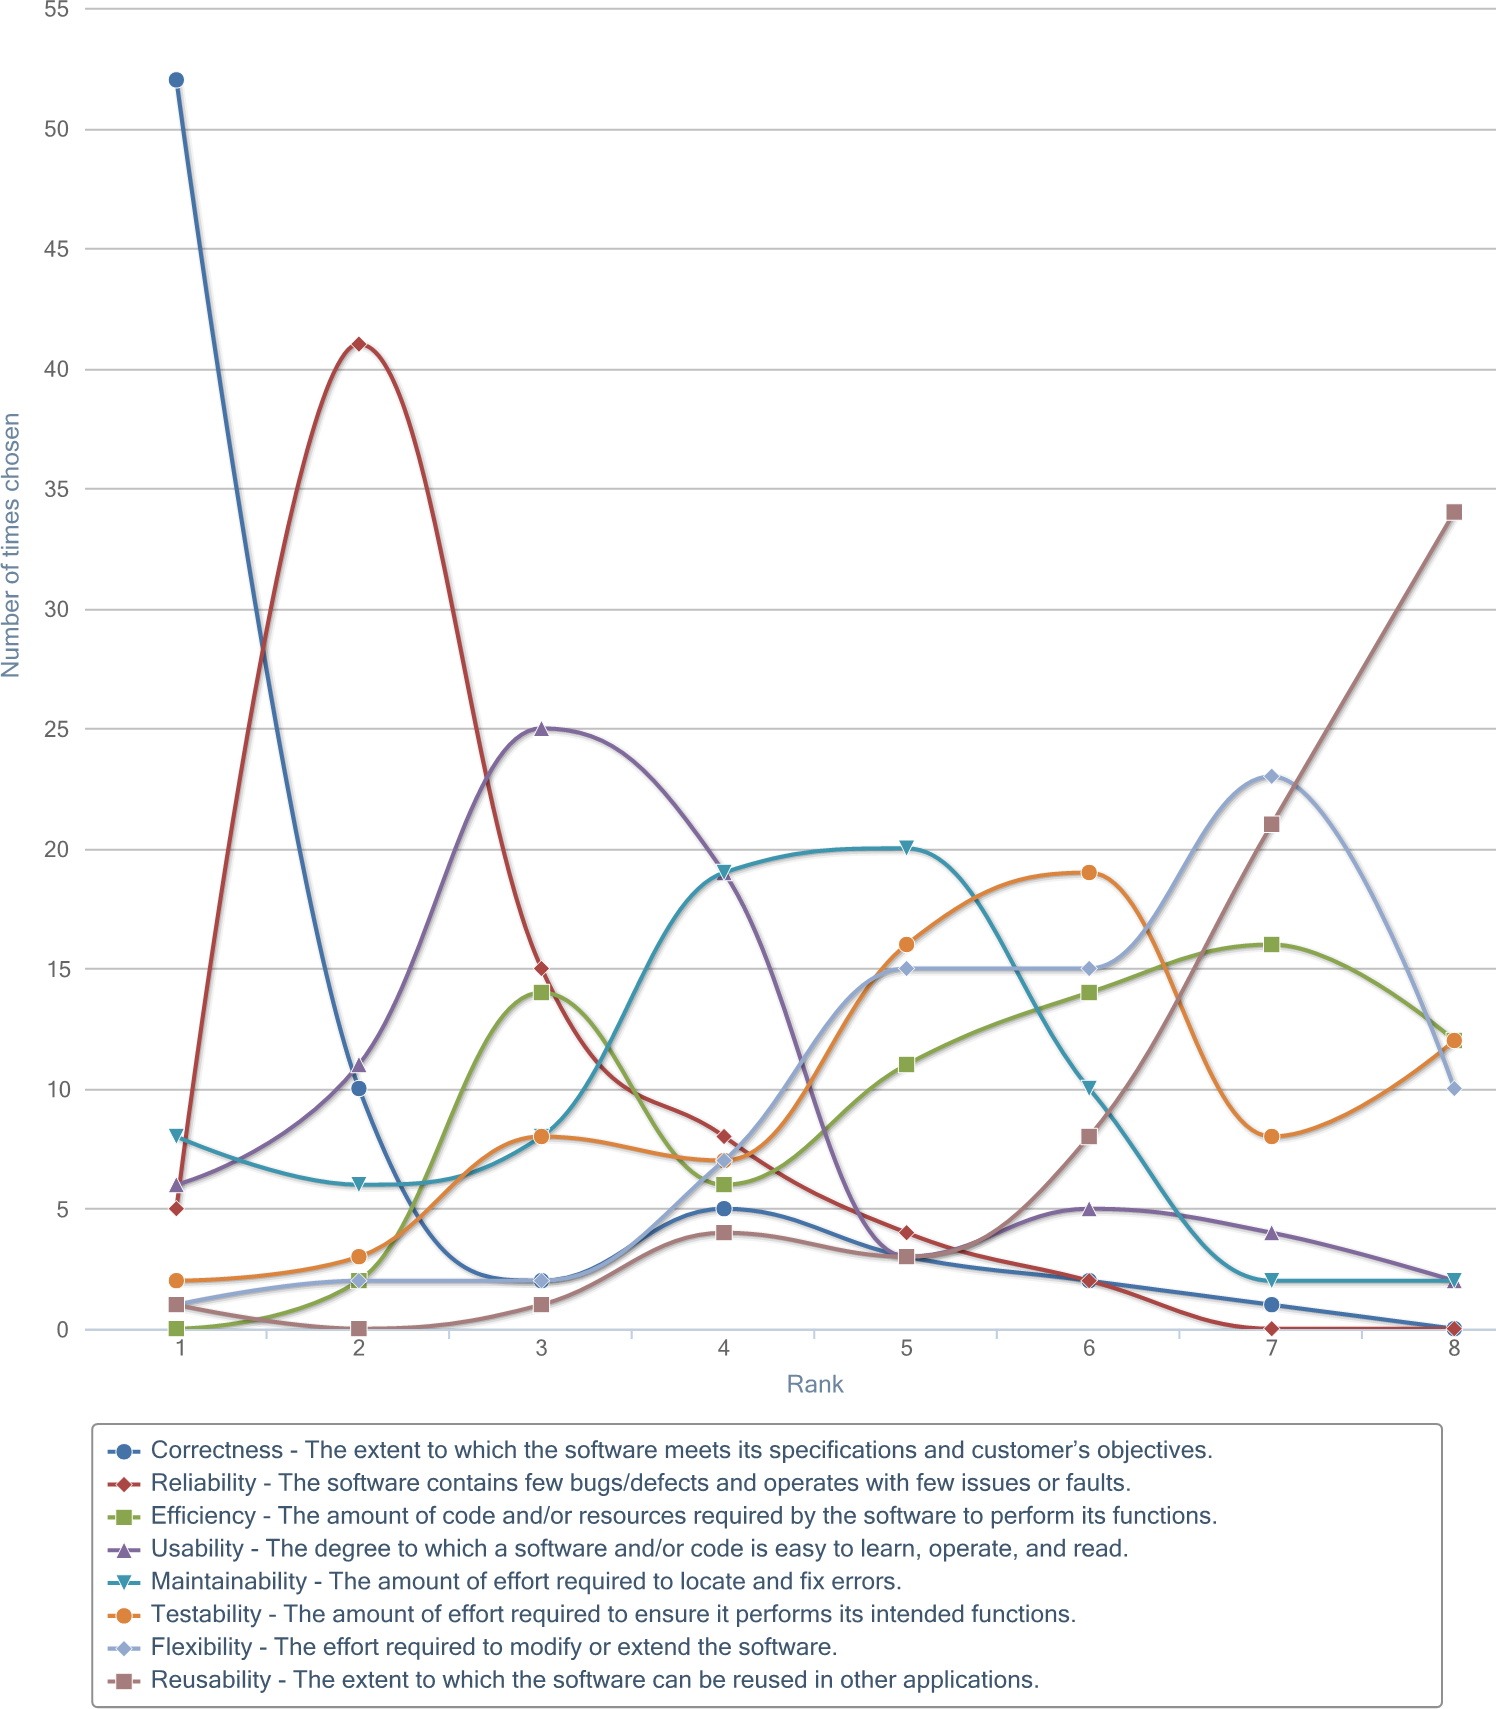 55
50
45
40
35
30
25
20
15
10
5
0
Number of times chosen
1 2 3 4 5 6 7 8
Rank
Correctness - The extent to which the software meets its specifications and customer’s objectives.
Reliability - The software contains few bugs/defects and operates with few issues or faults.
Efficiency - The amount of code and/or resources required by the software to perform its functions.
Usability - The degree to which a software and/or code is easy to learn, operate, and read.
Maintainability - The amount of effort required to locate and fix errors.
Testability - The amount of effort required to ensure it performs its intended functions.
Flexibility - The effort required to modify or extend the software.
Reusability - The extent to which the software can be reused in other applications.